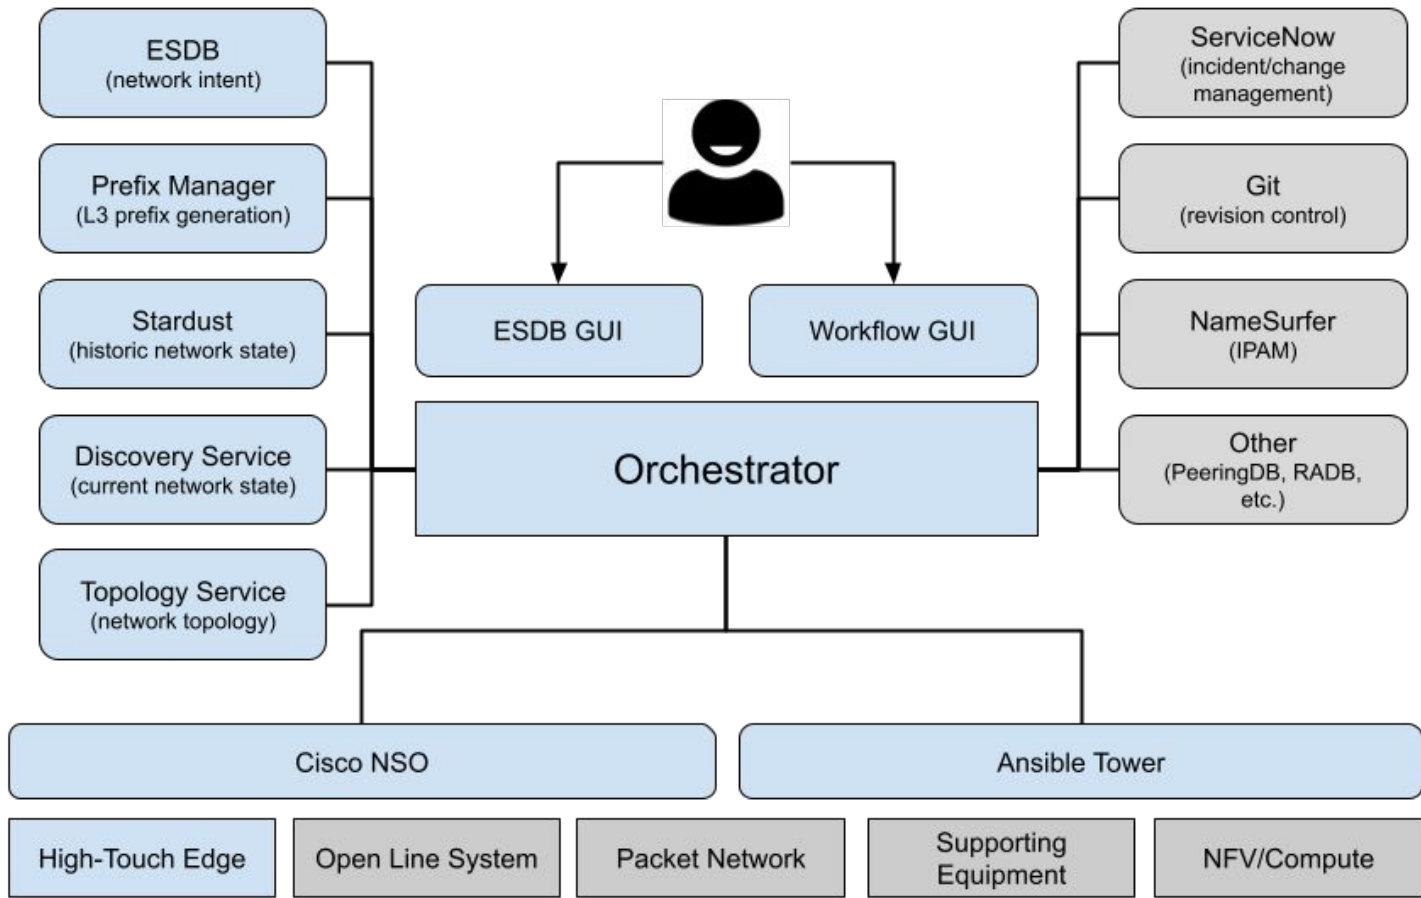 ESDB
(network intent)
Prefix Manager
(L3 prefix generation)
Stardust
(historic network state)
Discovery Service
(current network state)
Topology Service
(network topology)
ESDB GUI
Workflow GUI
Orchestrator
ServiceNow
(incident/change
management)
Git
(revision control)
NameSurfer
(IPAM)
Other
(PeeringDB, RADB,
etc.)
Cisco NSO
Ansible Tower
High-Touch Edge
Open Line System
Packet Network
Supporting
Equipment
NFV/Compute